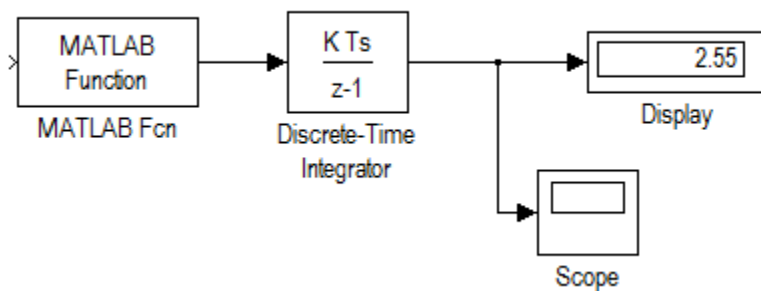 MATLAB
Function
MATLAB Fcn
K Ts
z-1
Discrete-Time
Integrator
2.55
Display
Scope